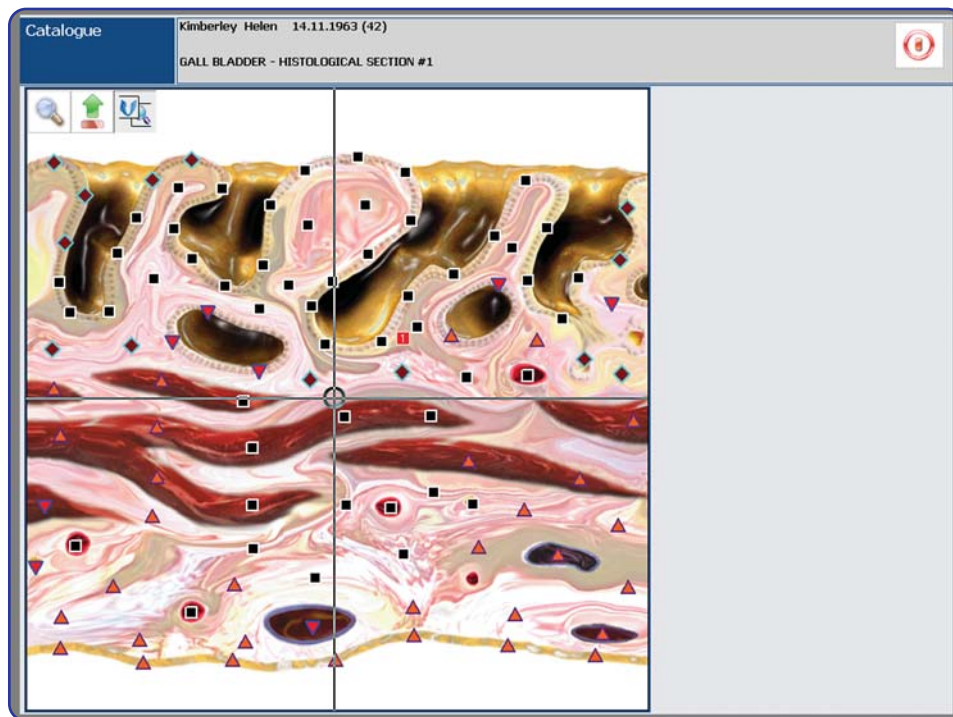 Catalogue
Kimberley Helen 14.11.1963 (42)
GALL BLADDER - HISTOLOGICAL SECTION #1
1